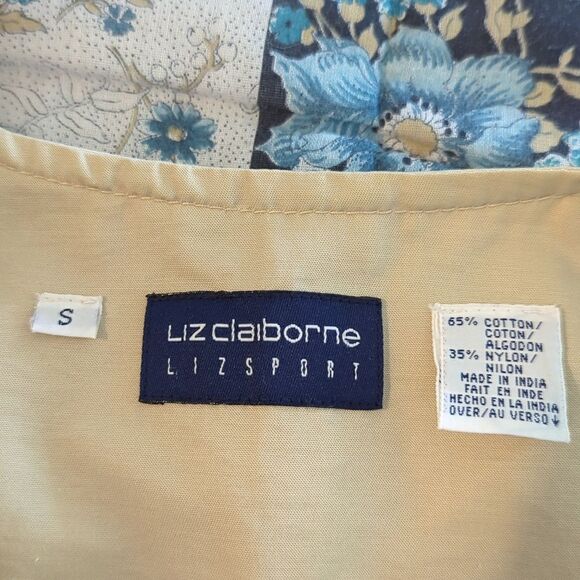 S
Liz claiborne
LIZSPORT
65% COTTON/
COTON/
ALGODON
35% NYLON/
NILON
MADE IN INDIA
FAIT EN INDE
HECHO EN LA INDIA
OVER/AU VERSO↓